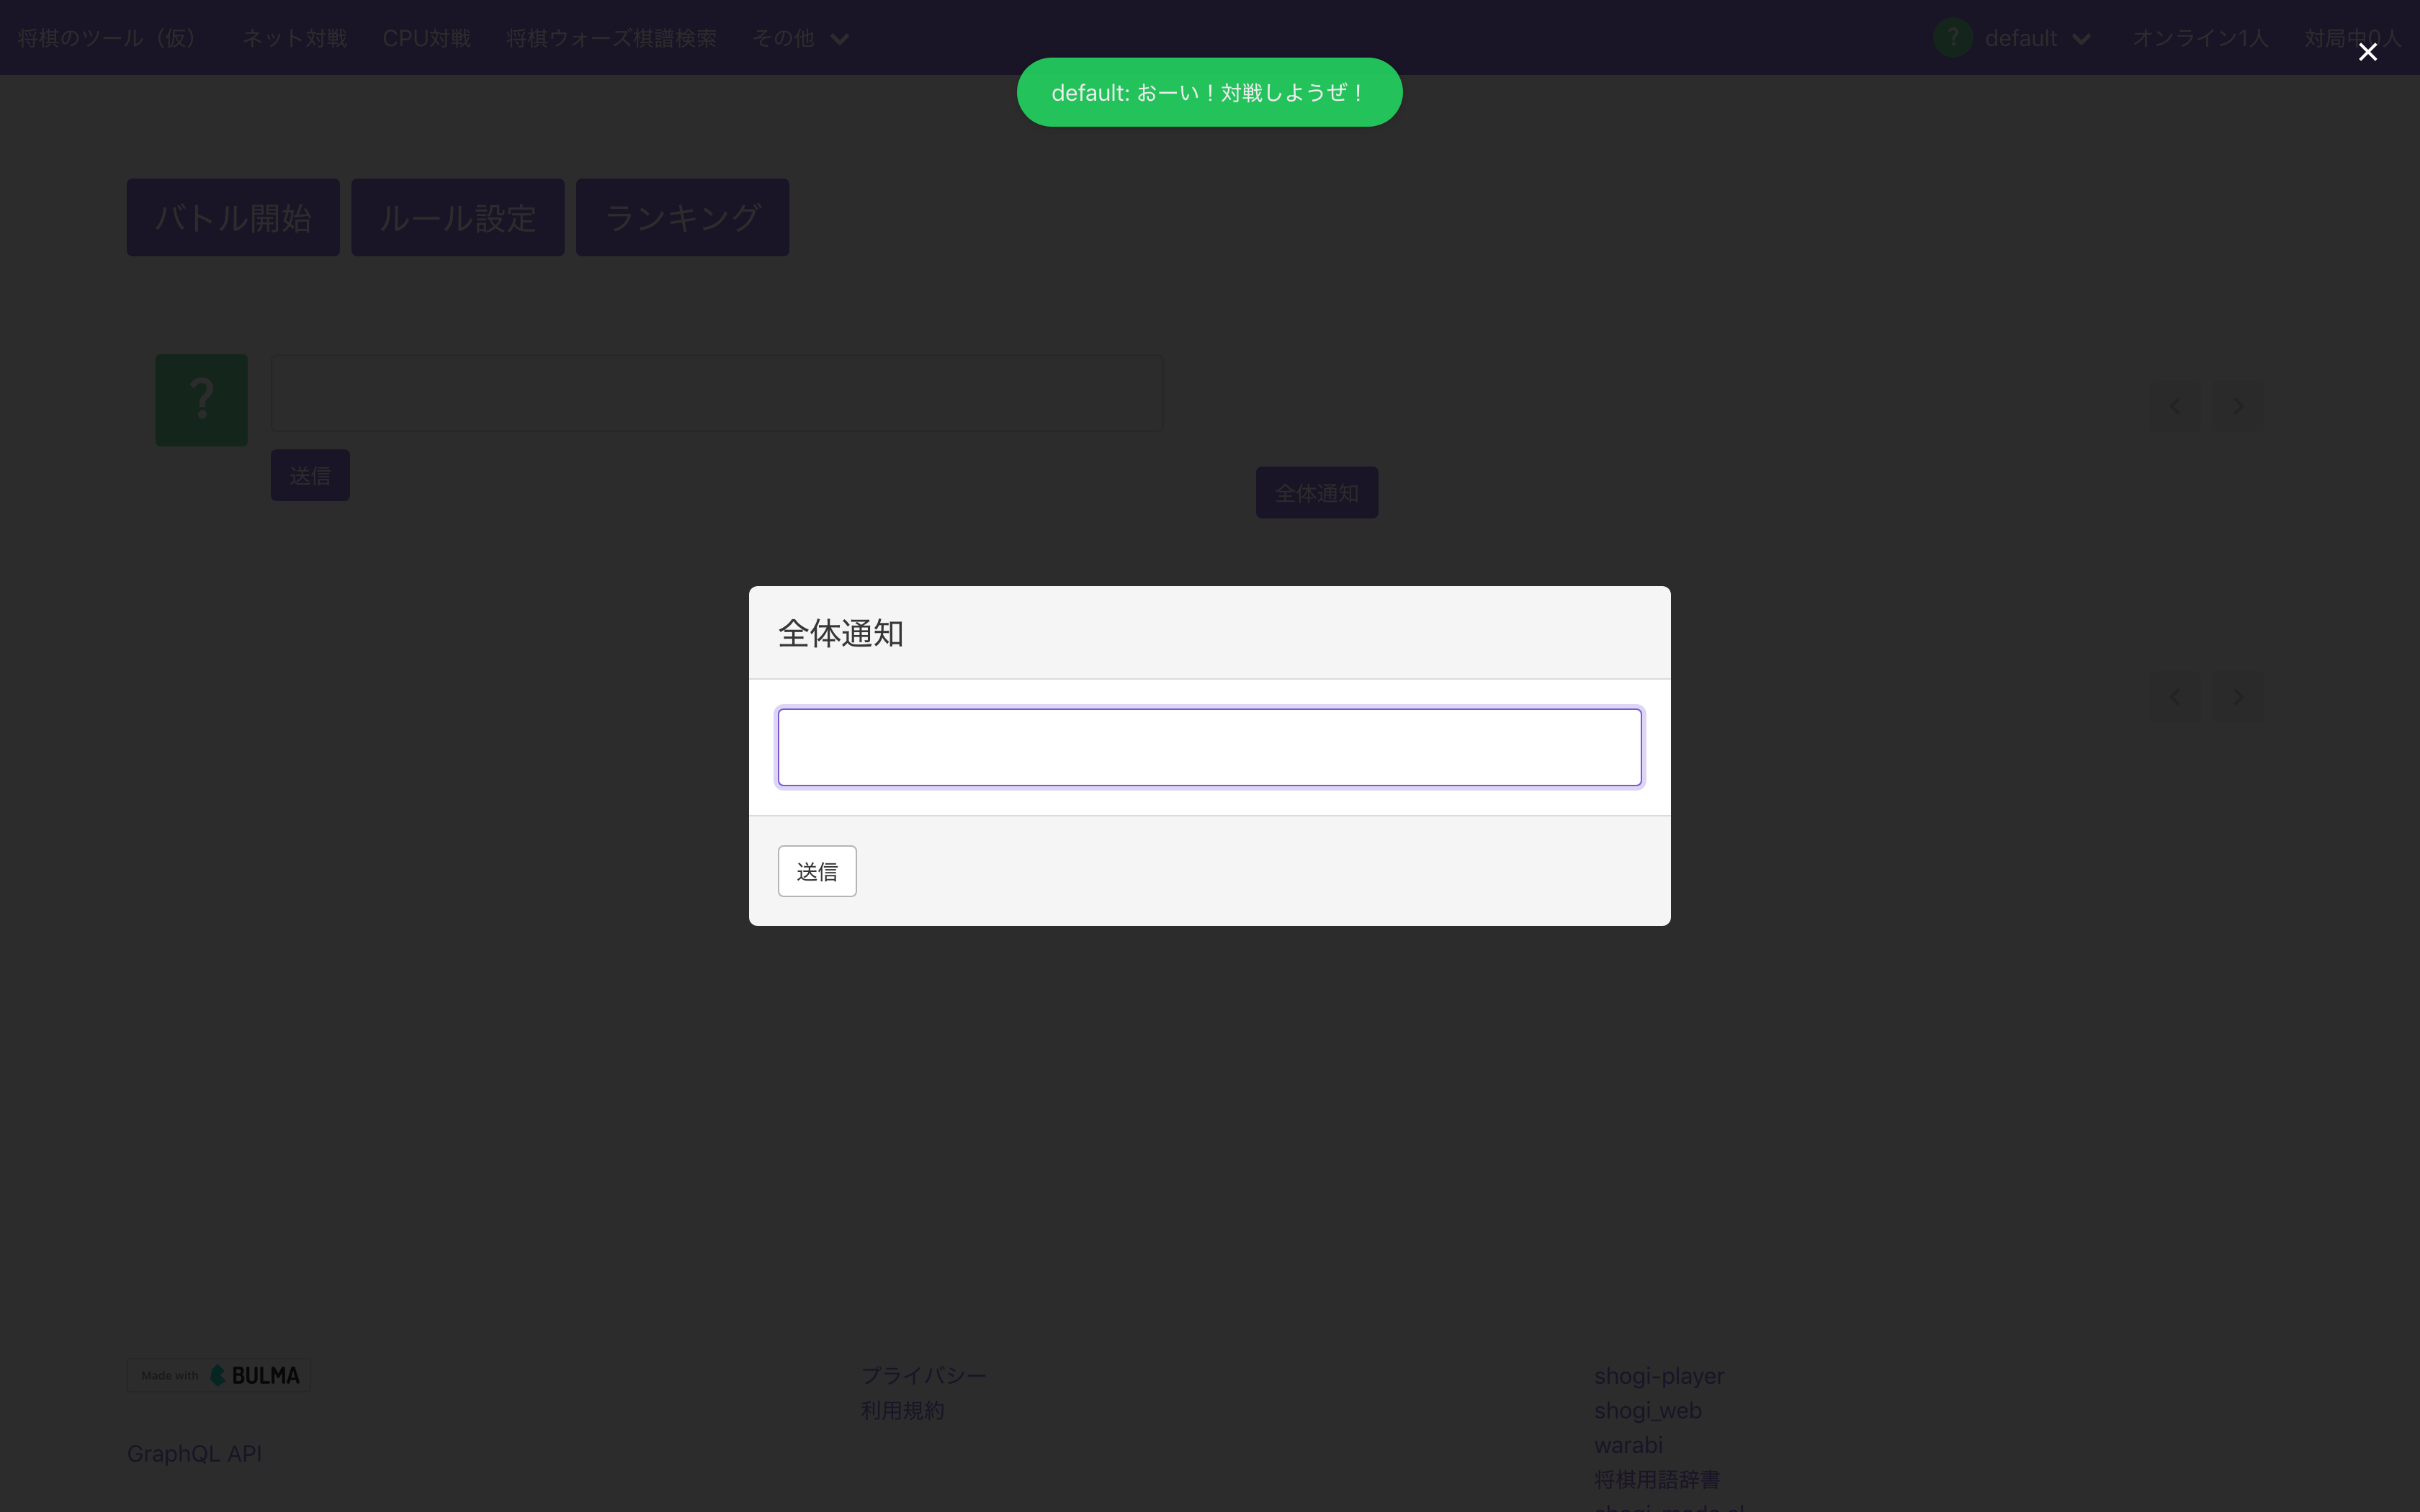 将棋のツール（仮） ネット対戦 CPU対戦 将棋ウォーズ棋譜検索 その他 ? default オンライン1人 対局中0人
default: おーい！対戦しようぜ！
バトル開始 ルール設定 ランキング
?
送信
全体通知
全体通知
送信
Made with BULMA
GraphQL API
プライバシー
利用規約
shogi-player
shogi_web
warabi
将棋用語辞書